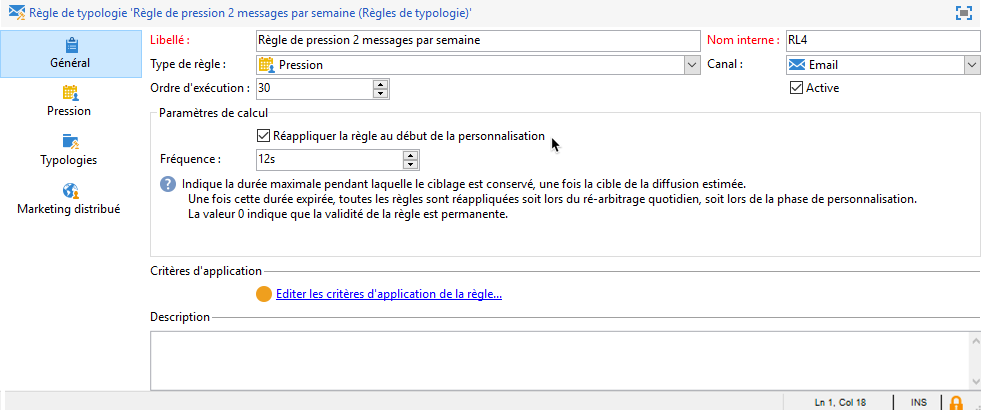 Règle de typologie 'Règle de pression 2 messages par semaine (Règles de typologie)'
Général
Pression
Typologies
Marketing distribué
Libellé :
Règle de pression 2 messages par semaine
Nom interne :
RL4
Type de règle :
Pression
Canal :
Email
Ordre d'exécution :
30
Active
Paramètres de calcul
Réappliquer la règle au début de la personnalisation
Fréquence :
12s
Indique la durée maximale pendant laquelle le ciblage est conservé, une fois la cible de la diffusion estimée.
Une fois cette durée expirée, toutes les règles sont réappliquées soit lors du ré-arbitrage quotidien, soit lors de la phase de personnalisation.
La valeur 0 indique que la validité de la règle est permanente.
Critères d'application
Editer les critères d'application de la règle...
Description
Ln 1, Col 18
INS